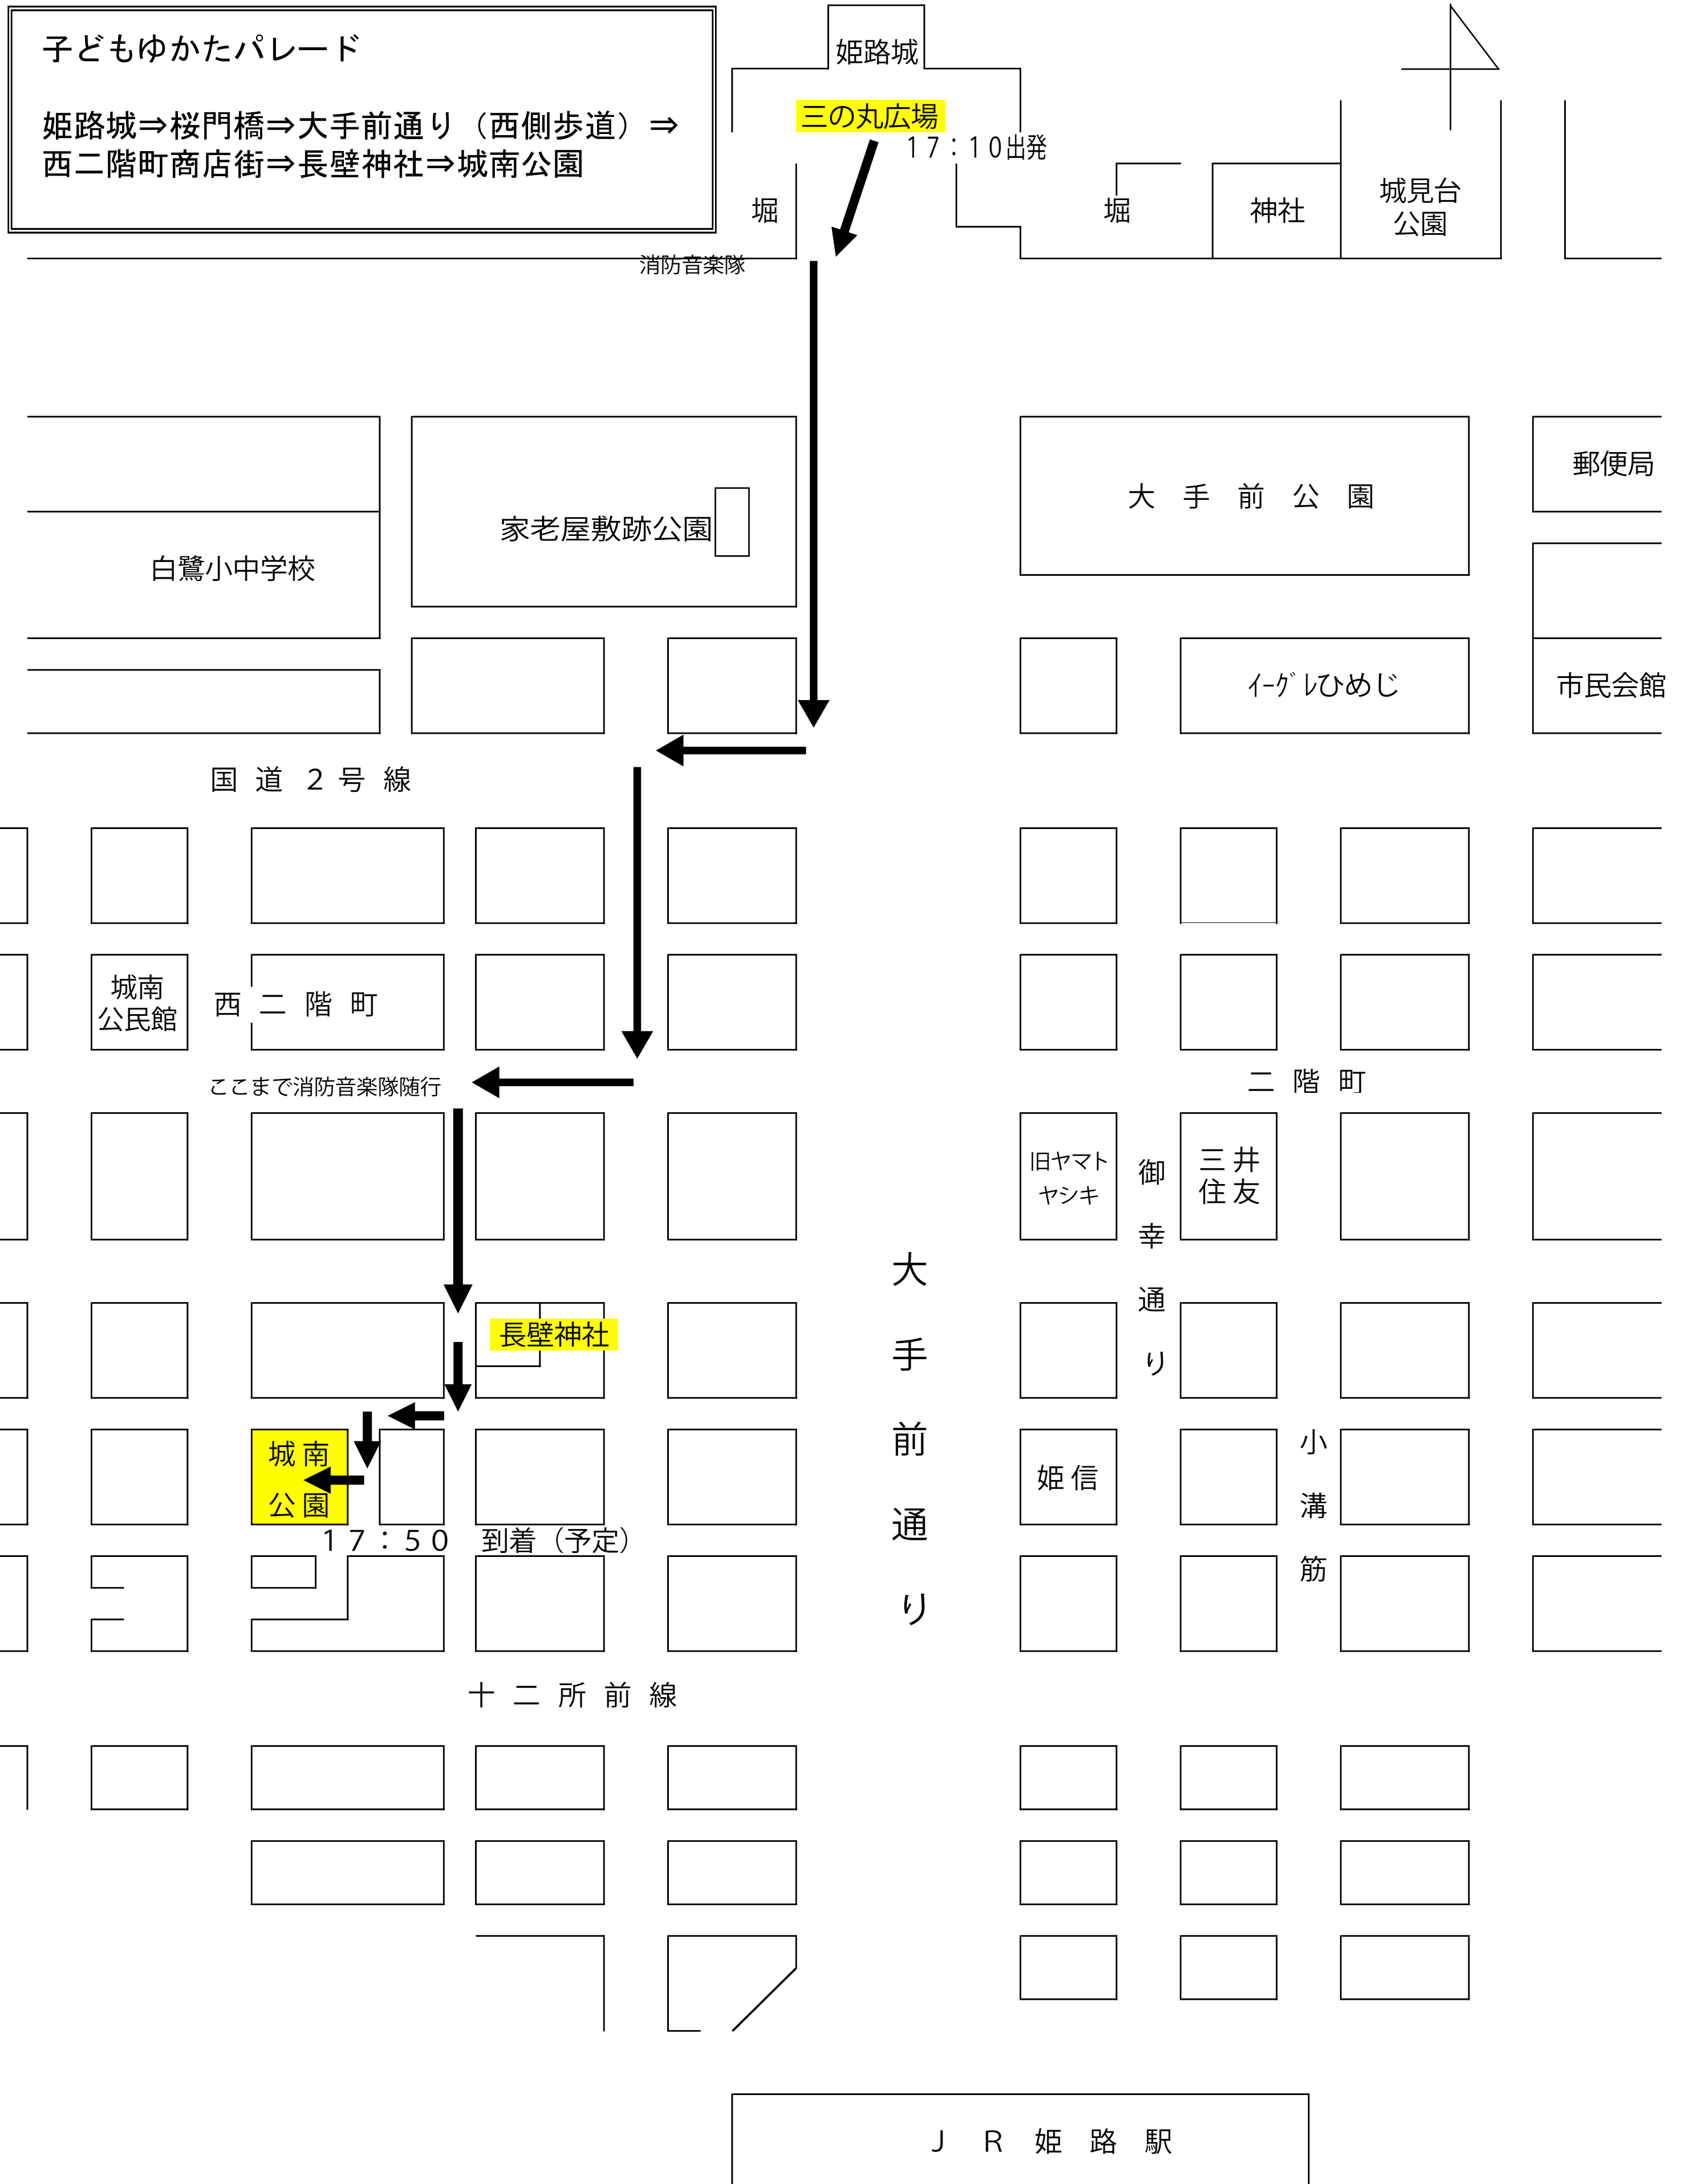 子どもゆかたパレード
姫路城⇒桜門橋⇒大手前通り（西側歩道）⇒
西二階町商店街⇒長壁神社⇒城南公園
姫路城
三の丸広場
１７：１０出発
堀
堀
神社
城見台
公園
消防音楽隊
家老屋敷跡公園
大手前公園
郵便局
白鷺小中学校
ｲｰｸﾞﾚひめじ
市民会館
国道２号線
城南
公民館
西二階町
ここまで消防音楽隊随行
二階町
旧ヤマト
ヤシキ
御幸通り
三井
住友
大手前通り
長壁神社
城南
公園
姫信
小溝筋
１７：５０　到着（予定）
十二所前線
ＪＲ姫路駅